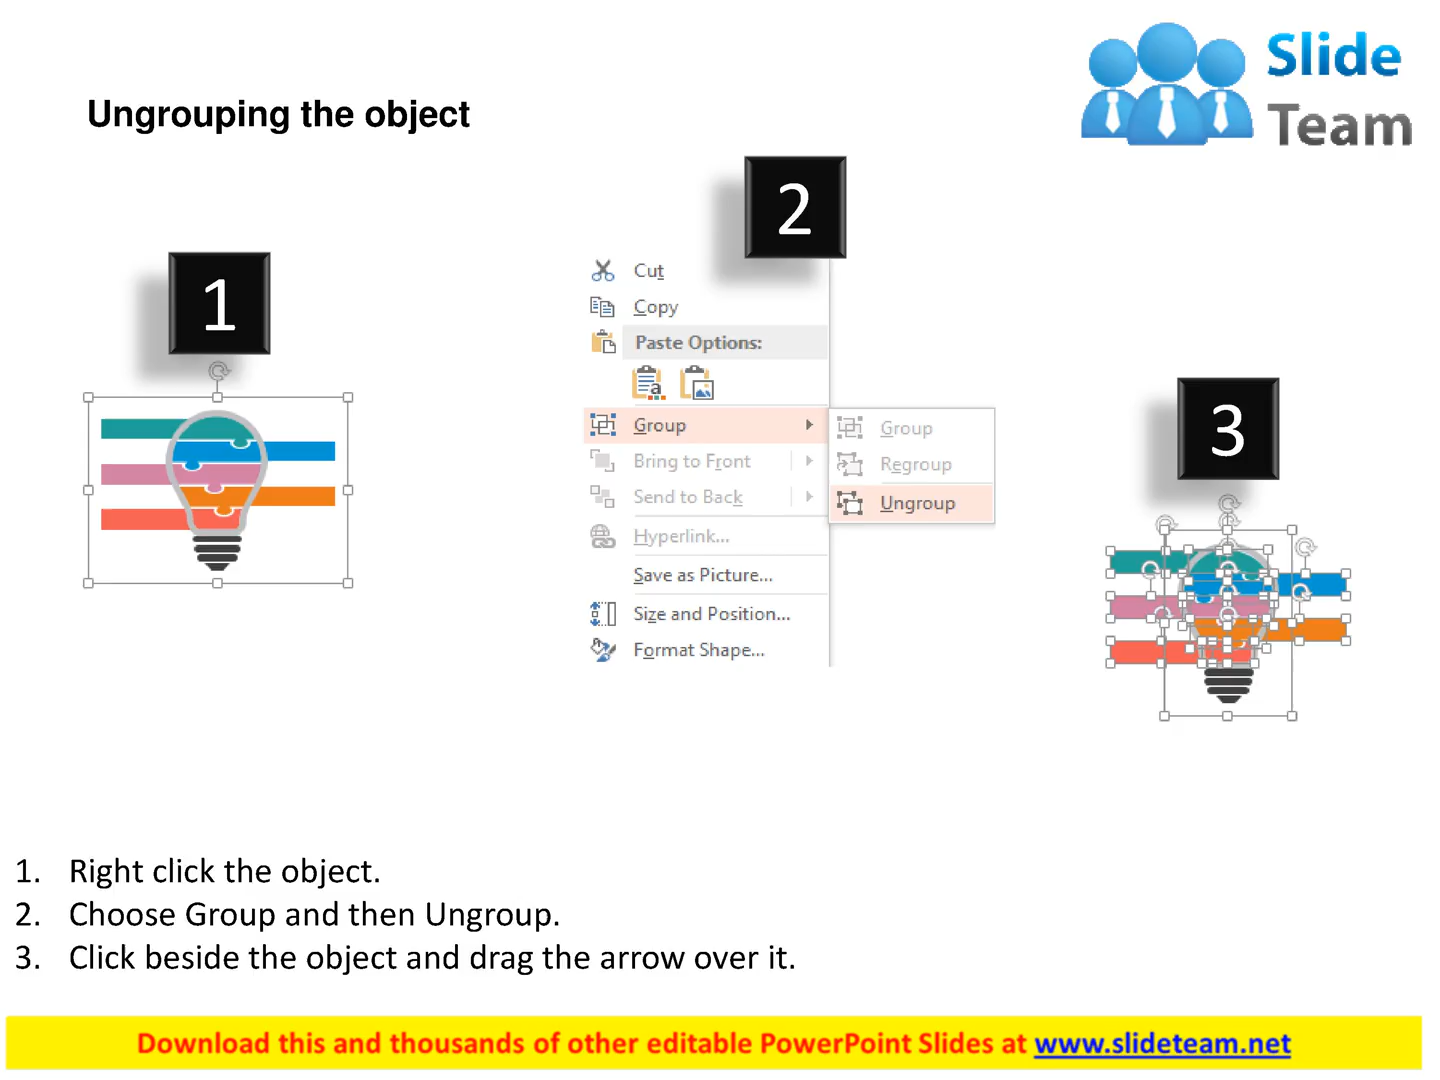 Slide
Team
Ungrouping the object
1
2
3
Cut
Copy
Paste Options:
Group
Bring to Front
Send to Back
Hyperlink...
Save as Picture...
Size and Position...
Format Shape...
Group
Regroup
Ungroup
1. Right click the object.
2. Choose Group and then Ungroup.
3. Click beside the object and drag the arrow over it.
Download this and thousands of other editable PowerPoint Slides at www.slideteam.net